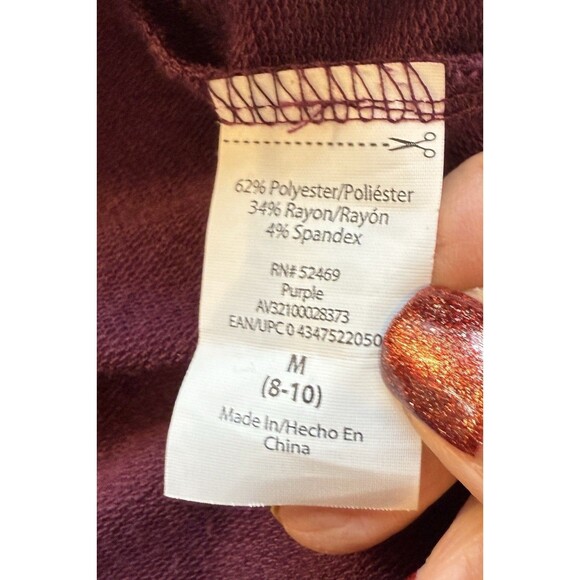 62% Polyester/Poliéster
34% Rayon/Rayón
4% Spandex
RN# 52469
Purple
AV32100028373
EAN/UPC 0 4347522050
M
(8-10)
Made In/Hecho En
China